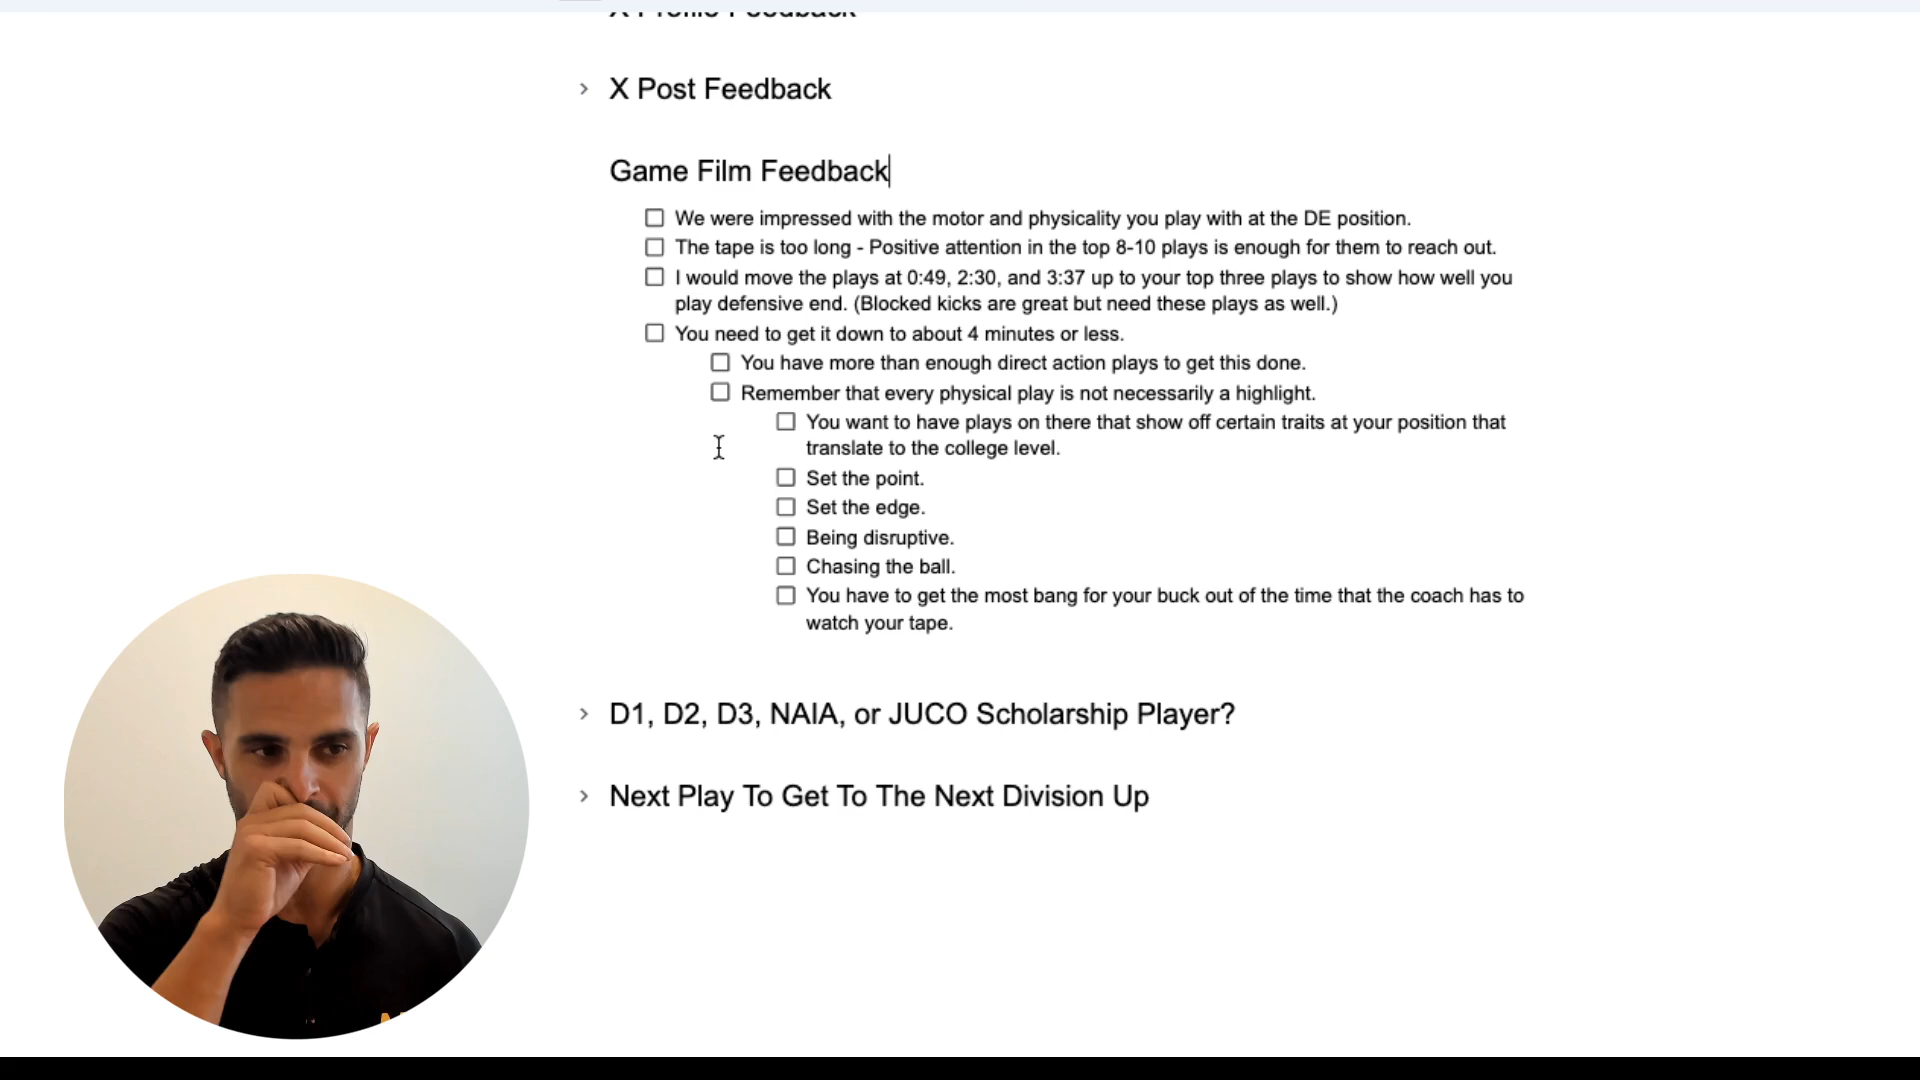 X Profile Feedback
X Post Feedback
Game Film Feedback
We were impressed with the motor and physicality you play with at the DE position.
The tape is too long - Positive attention in the top 8-10 plays is enough for them to reach out.
I would move the plays at 0:49, 2:30, and 3:37 up to your top three plays to show how well you
play defensive end. (Blocked kicks are great but need these plays as well.)
You need to get it down to about 4 minutes or less.
You have more than enough direct action plays to get this done.
Remember that every physical play is not necessarily a highlight.
You want to have plays on there that show off certain traits at your position that
translate to the college level.
Set the point.
Set the edge.
Being disruptive.
Chasing the ball.
You have to get the most bang for your buck out of the time that the coach has to
watch your tape.
D1, D2, D3, NAIA, or JUCO Scholarship Player?
Next Play To Get To The Next Division Up